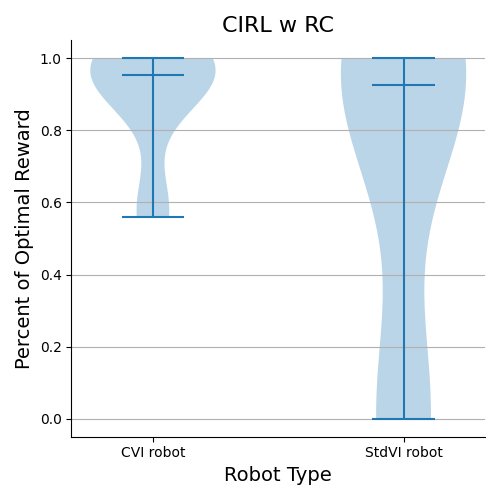 CIRL w RC
Percent of Optimal Reward
1.0
0.8
0.6
0.4
0.2
0.0
CVI robot
StdVI robot
Robot Type